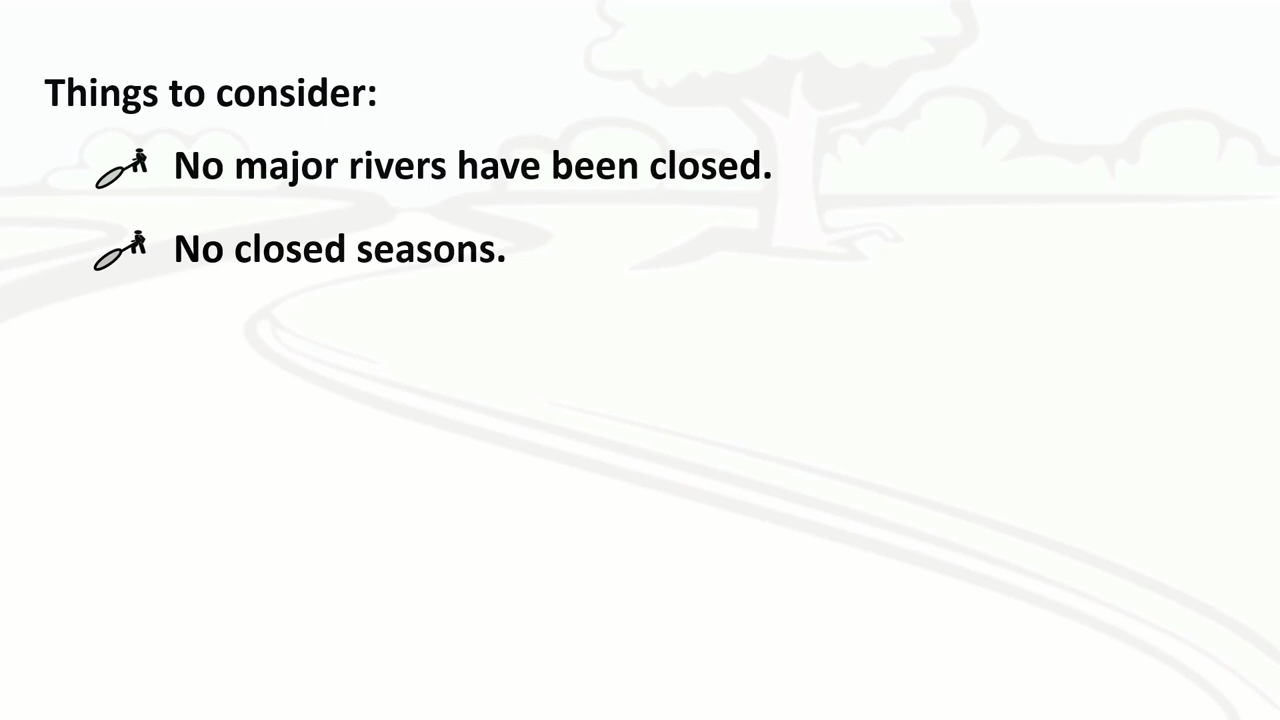 Things to consider:
No major rivers have been closed.
No closed seasons.